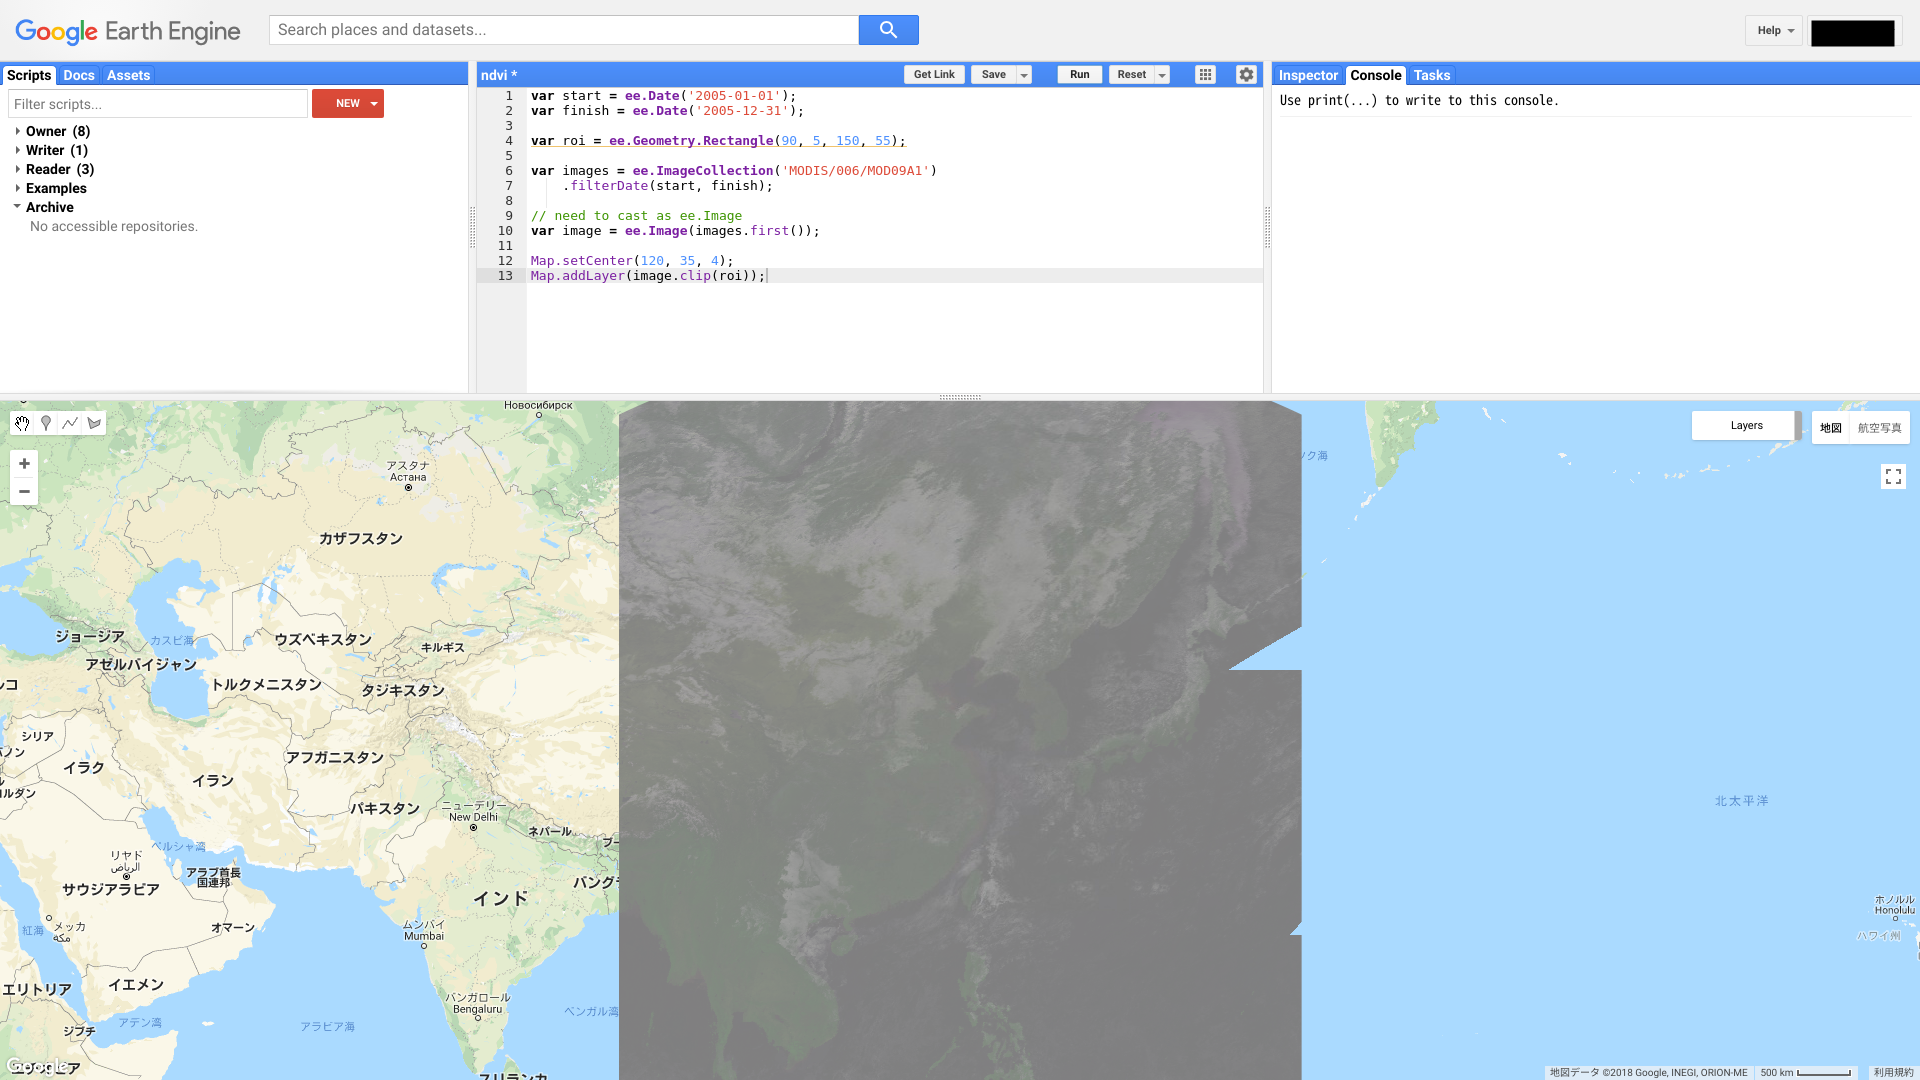 Google Earth Engine
Search places and datasets...
Help
Scripts Docs Assets
Filter scripts...
NEW
Owner (8)
Writer (1)
Reader (3)
Examples
Archive
No accessible repositories.
ndvi *
Get Link Save Run Reset
1 var start = ee.Date('2005-01-01');
2 var finish = ee.Date('2005-12-31');
3
4 var roi = ee.Geometry.Rectangle(90, 5, 150, 55);
5
6 var images = ee.ImageCollection('MODIS/006/MOD09A1')
7 .filterDate(start, finish);
8
9 // need to cast as ee.Image
10 var image = ee.Image(images.first());
11
12 Map.setCenter(120, 35, 4);
13 Map.addLayer(image.clip(roi));
Inspector Console Tasks
Use print(...) to write to this console.
Новосибирск
アスタナ
Астана
カザフスタン
ジョージア
カスピ海
ウズベキスタン
キルギス
アゼルバイジャン
トルクメニスタン
タジキスタン
シリア
イラク
イラン
アフガニスタン
パキスタン
ニューデリー
New Delhi
ネパール
ペルシャ湾
リヤド
الرياض
アラブ首長
国連邦
サウジアラビア
インド
バングラ
紅海
メッカ
مكة
オマーン
ムンバイ
Mumbai
イエメン
エリトリア
バンガロール
Bengaluru
ベンガル湾
アデン湾
アラビア海
ジブチ
エチオピア
スリランカ
Google
Layers
地図 航空写真
ク海
北太平洋
ホノルル
Honolulu
ハワイ州
地図データ ©2018 Google, INEGI, ORION-ME 500 km 利用規約